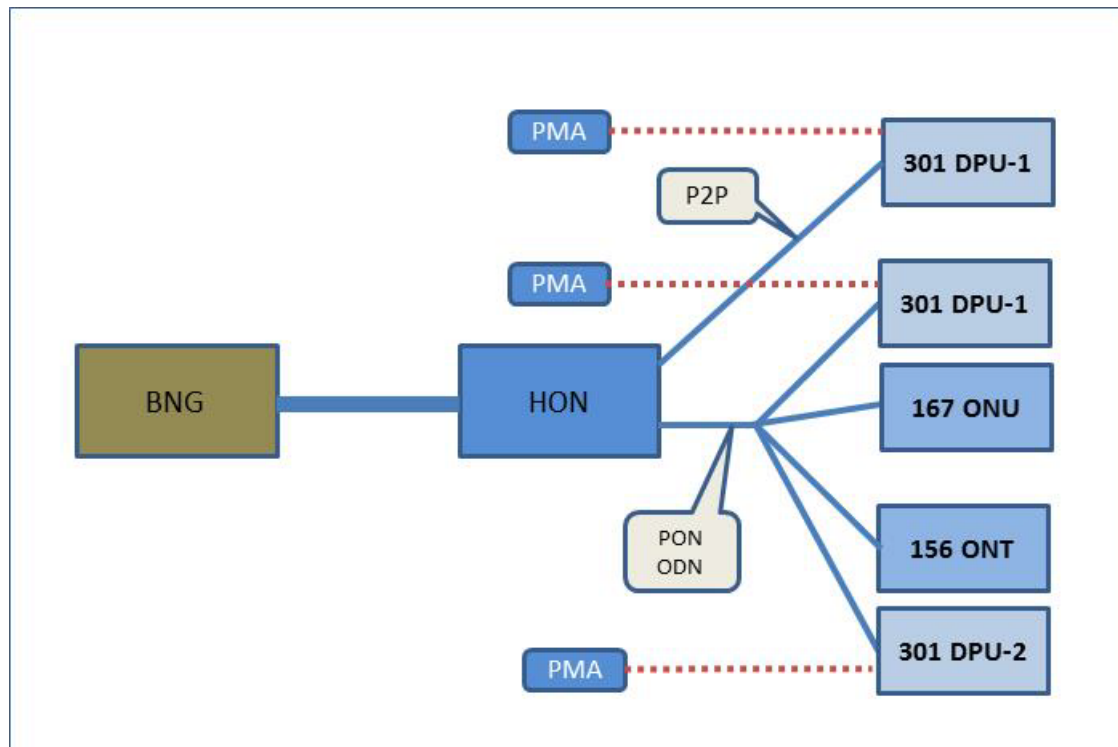 PMA
301 DPU-1
P2P
PMA
301 DPU-1
BNG
HON
167 ONU
PON
ODN
156 ONT
301 DPU-2
PMA